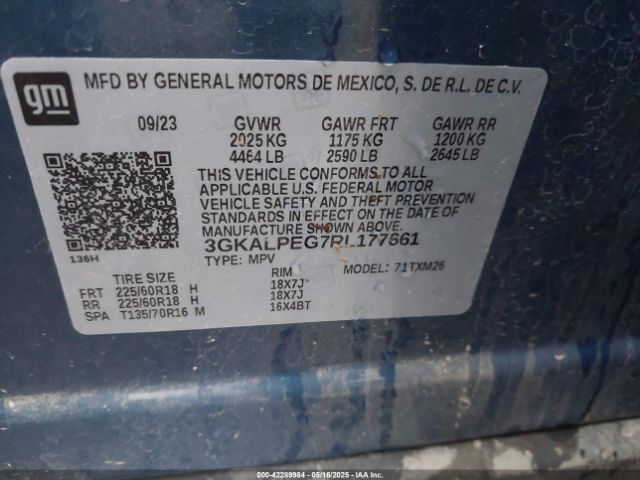 gm
MFD BY GENERAL MOTORS DE MEXICO, S. DE R.L. DE C.V.
09/23 GVWR GAWR FRT GAWR RR
2025 KG 1175 KG 1200 KG
4464 LB 2590 LB 2645 LB
THIS VEHICLE CONFORMS TO ALL
APPLICABLE U.S. FEDERAL MOTOR
VEHICLE SAFETY AND THEFT PREVENTION
STANDARDS IN EFFECT ON THE DATE OF
MANUFACTURE SHOWN ABOVE.
136H 3GKALPEG7RL177661
TYPE: MPV MODEL: 71TXM26
TIRE SIZE RIM
FRT 225/60R18 H 18X7J
RR 225/60R18 H 18X7J
SPA T135/70R16 M 16X4BT
000-42289984 - 05/16/2025 - IAAHolding, LLC. Copyright